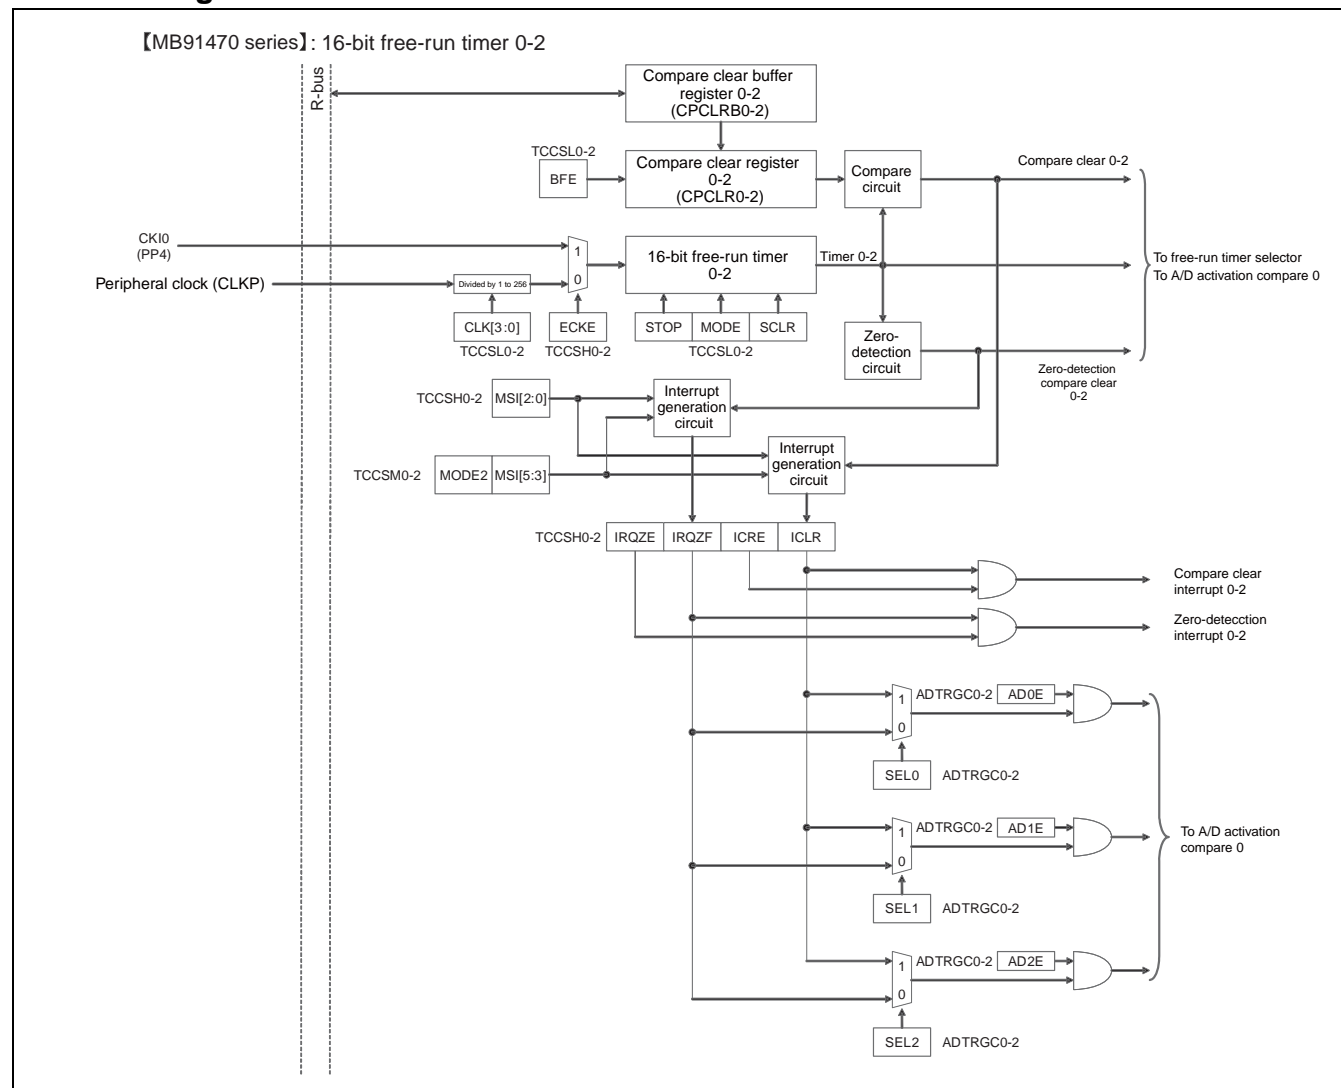 g
【MB91470 series】: 16-bit free-run timer 0-2
R-bus
Compare clear buffer
register 0-2
(CPCLRB0-2)
TCCSL0-2
BFE
Compare clear register
0-2
(CPCLR0-2)
Compare
circuit
Compare clear 0-2
CKI0
(PP4)
1
0
16-bit free-run timer
0-2
Timer 0-2
To free-run timer selector
To A/D activation compare 0
Peripheral clock (CLKP)
Divided by 1 to 256
CLK[3:0]
ECKE
STOP
MODE
SCLR
TCCSL0-2
TCCSH0-2
TCCSL0-2
Zero-
detection
circuit
Zero-detection
compare clear
0-2
TCCSH0-2
MSI[2:0]
Interrupt
generation
circuit
Interrupt
generation
circuit
TCCSM0-2
MODE2
MSI[5:3]
TCCSH0-2
IRQZE
IRQZF
ICRE
ICLR
Compare clear
interrupt 0-2
Zero-detecction
interrupt 0-2
1
0
ADTRGC0-2
AD0E
SEL0
ADTRGC0-2
1
0
ADTRGC0-2
AD1E
SEL1
ADTRGC0-2
To A/D activation
compare 0
1
0
ADTRGC0-2
AD2E
SEL2
ADTRGC0-2